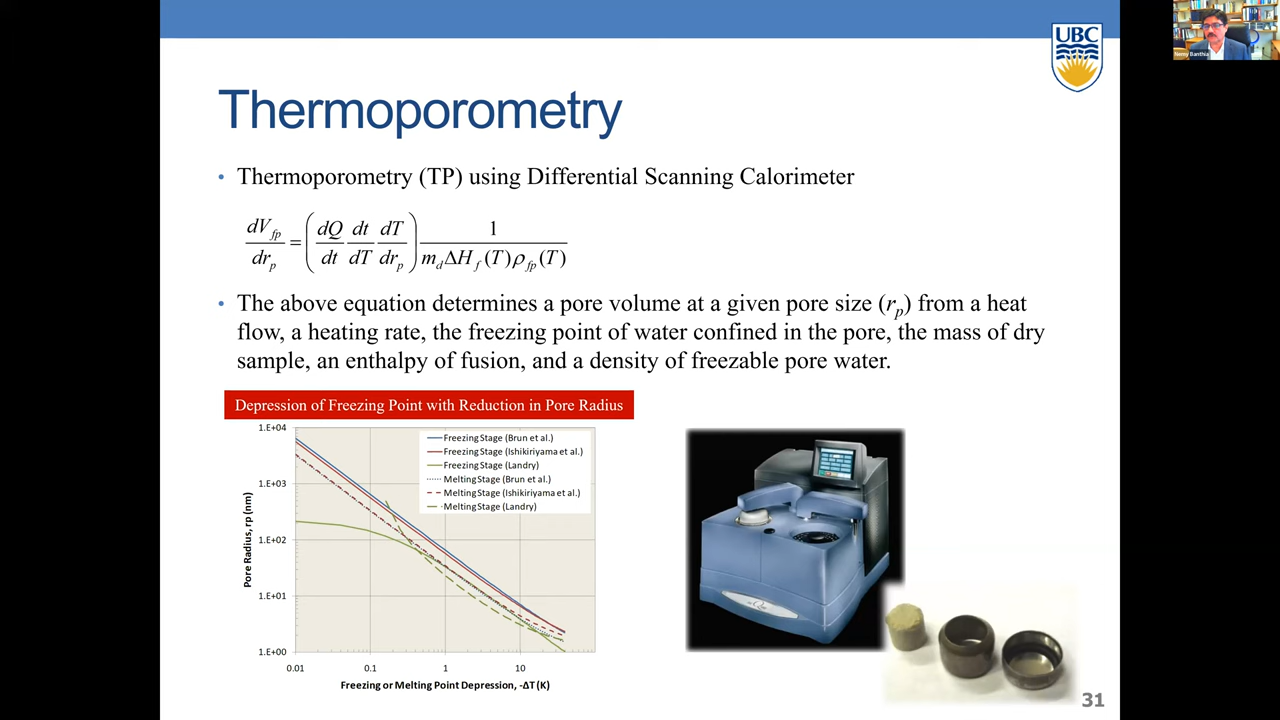 UBC
Nemy Banthia
Thermoporometry
• Thermoporometry (TP) using Differential Scanning Calorimeter
dV_fp/dr_p = (dQ/dt dt/dT dT/dr_p) 1/(m_d ΔH_f (T) ρ_fp (T))
• The above equation determines a pore volume at a given pore size (r_p) from a heat
flow, a heating rate, the freezing point of water confined in the pore, the mass of dry
sample, an enthalpy of fusion, and a density of freezable pore water.
Depression of Freezing Point with Reduction in Pore Radius
1.E+04
1.E+03
1.E+02
1.E+01
1.E+00
Pore Radius, rp (nm)
Freezing Stage (Brun et al.)
Freezing Stage (Ishikiriyama et al.)
Freezing Stage (Landry)
Melting Stage (Brun et al.)
Melting Stage (Ishikiriyama et al.)
Melting Stage (Landry)
0.01 0.1 1 10
Freezing or Melting Point Depression, -ΔT (K)
31